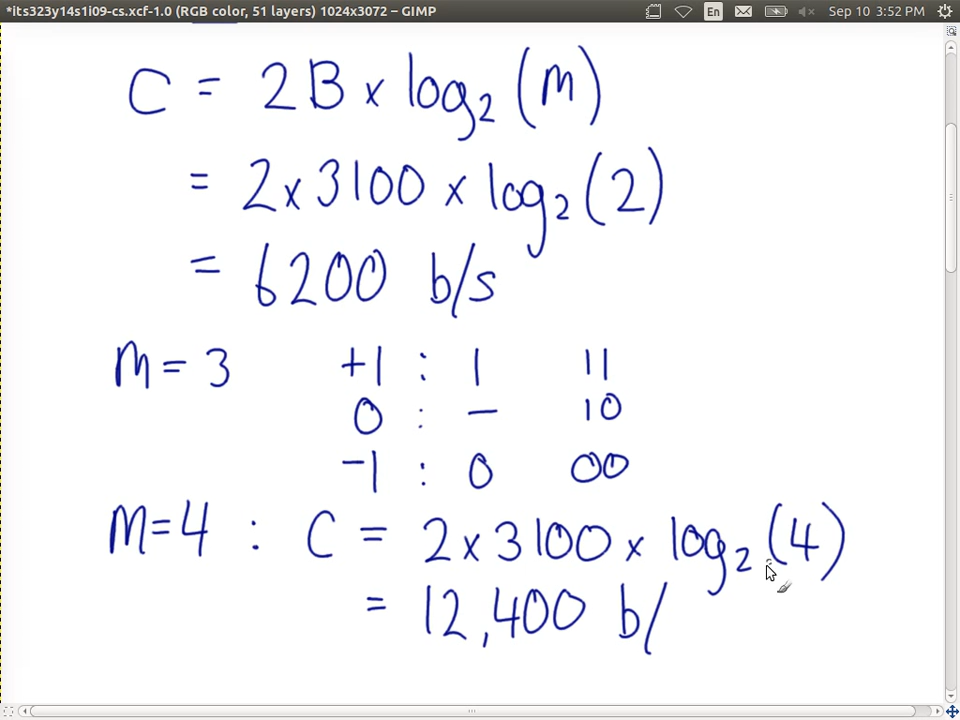 *its323y14s1i09-cs.xcf-1.0 (RGB color, 51 layers) 1024x3072 – GIMP En Sep 10 3:52 PM
C = 2B x log₂ (M)
= 2 x 3100 x log₂ (2)
= 6200 b/s
M = 3 +1 : 1 11
0 : – 10
−1 : 0 00
M=4 : C = 2 x 3100 x log₂ (4)
= 12,400 b/